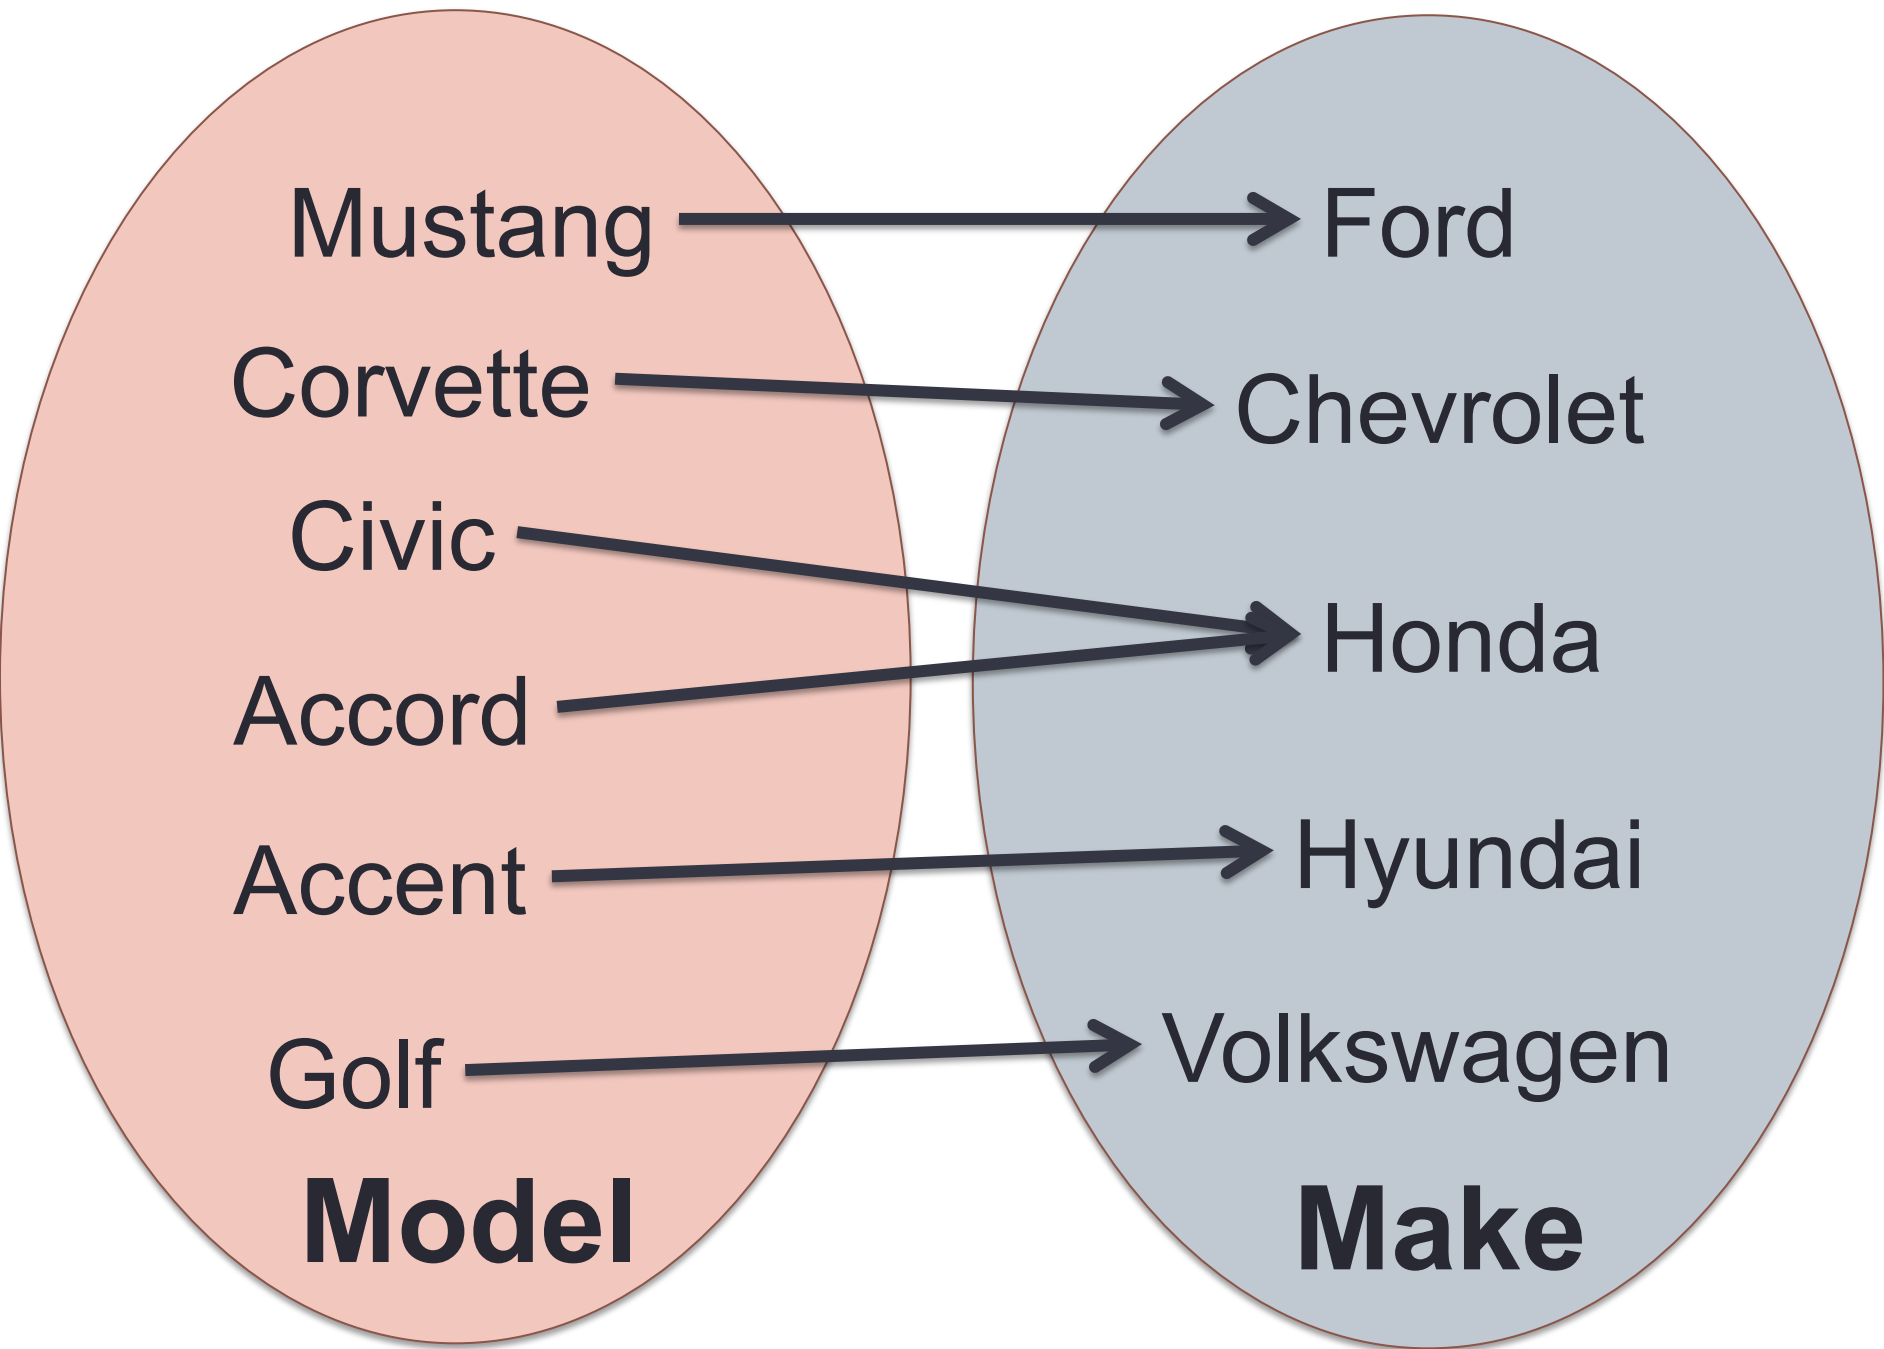 Mustang
Corvette
Civic
Accord
Accent
Golf
Model
Ford
Chevrolet
Honda
Hyundai
Volkswagen
Make